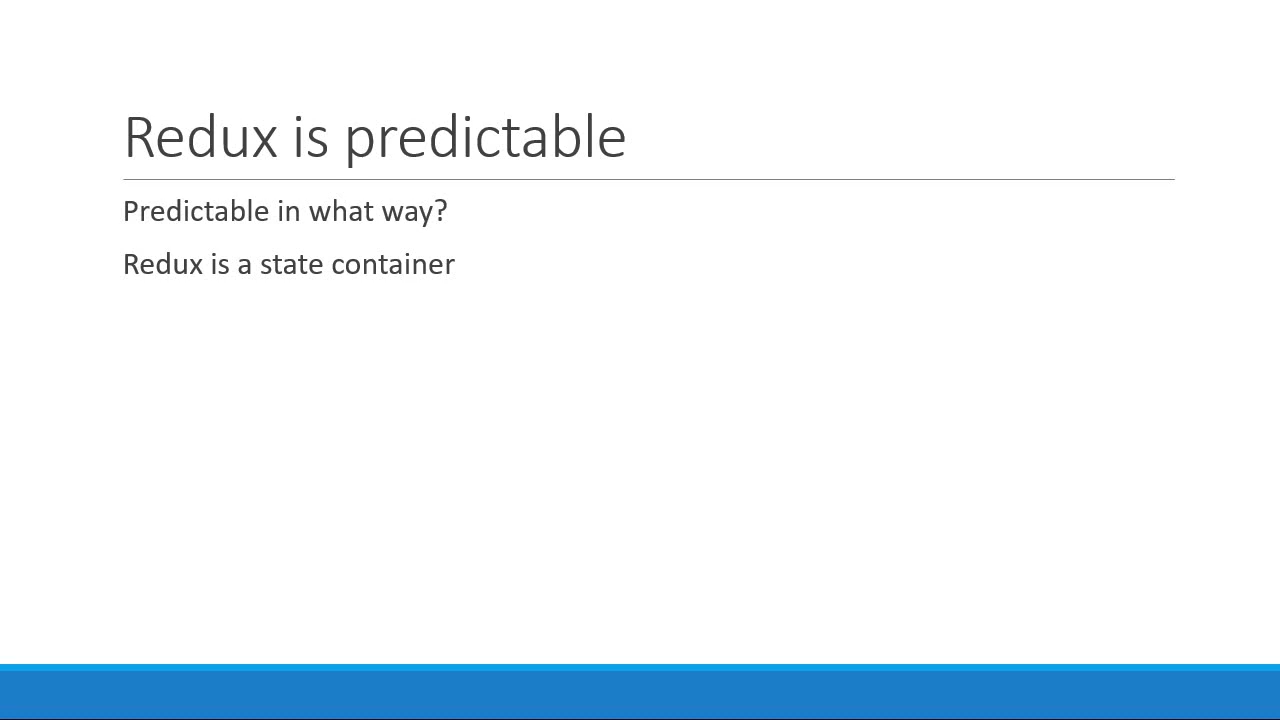 Redux is predictable
Predictable in what way?
Redux is a state container